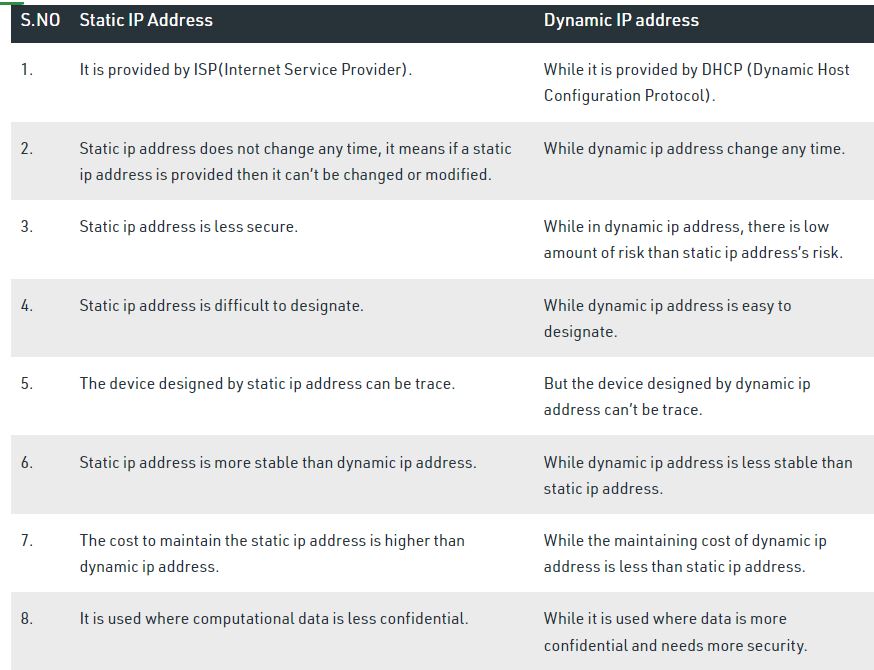 S.NO Static IP Address Dynamic IP address
1. It is provided by ISP(Internet Service Provider). While it is provided by DHCP (Dynamic Host
Configuration Protocol).
2. Static ip address does not change any time, it means if a static
ip address is provided then it can't be changed or modified.
While dynamic ip address change any time.
3. Static ip address is less secure. While in dynamic ip address, there is low
amount of risk than static ip address's risk.
4. Static ip address is difficult to designate. While dynamic ip address is easy to
designate.
5. The device designed by static ip address can be trace. But the device designed by dynamic ip
address can't be trace.
6. Static ip address is more stable than dynamic ip address. While dynamic ip address is less stable than
static ip address.
7. The cost to maintain the static ip address is higher than
dynamic ip address.
While the maintaining cost of dynamic ip
address is less than static ip address.
8. It is used where computational data is less confidential. While it is used where data is more
confidential and needs more security.